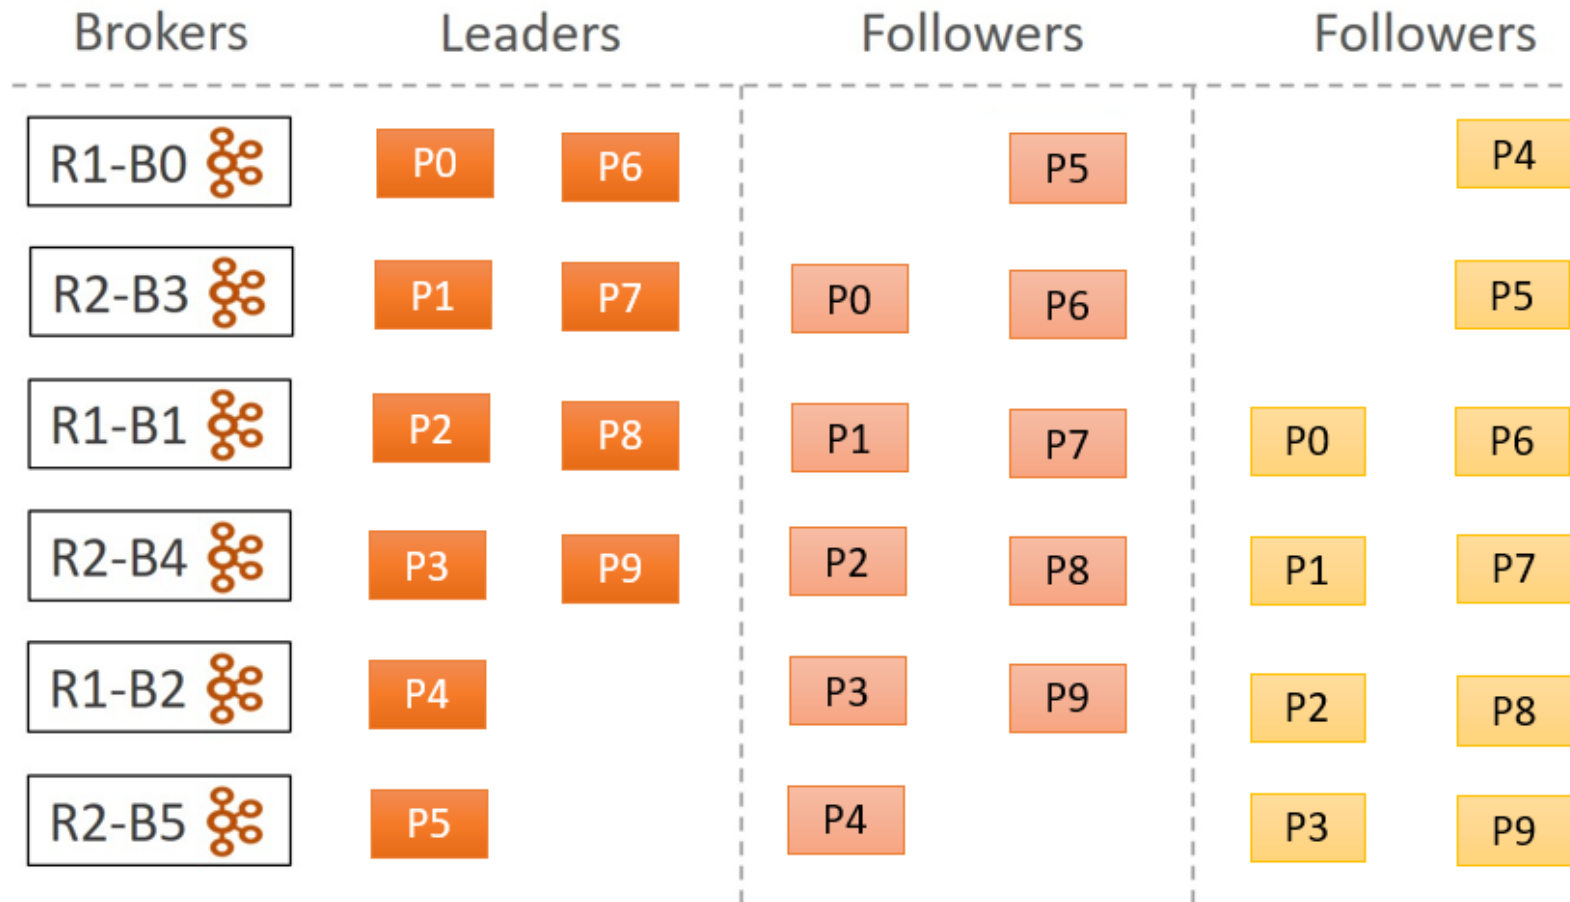 Brokers Leaders Followers Followers
R1-B0 P0 P6 P5 P4
R2-B3 P1 P7 P0 P6 P5
R1-B1 P2 P8 P1 P7 P0 P6
R2-B4 P3 P9 P2 P8 P1 P7
R1-B2 P4 P3 P9 P2 P8
R2-B5 P5 P4 P3 P9